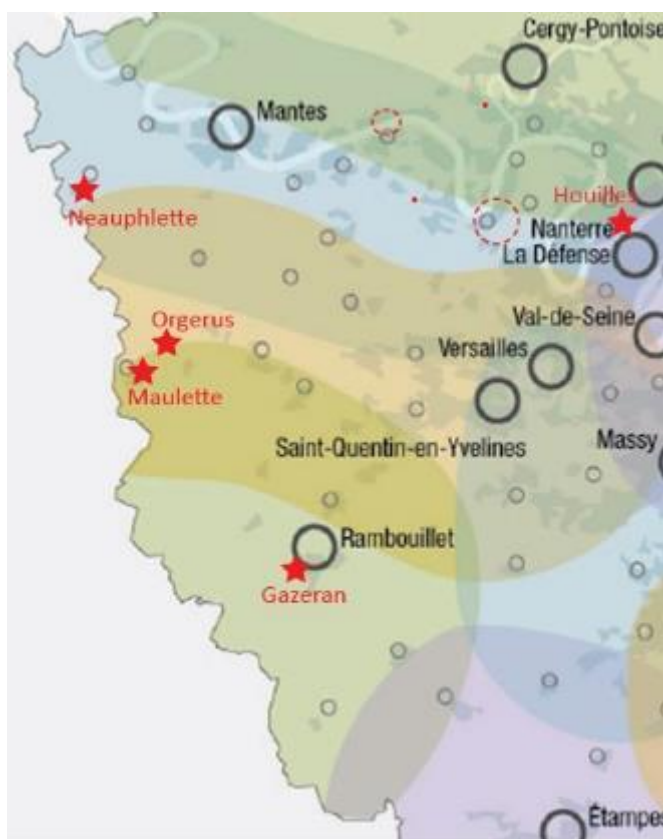 Cergy-Pontoise
Mantes
Neauphlette
Houilles
Nanterre
La Défense
Orgerus
Maulette
Val-de-Seine
Versailles
Saint-Quentin-en-Yvelines
Massy
Rambouillet
Gazeran
Étampes